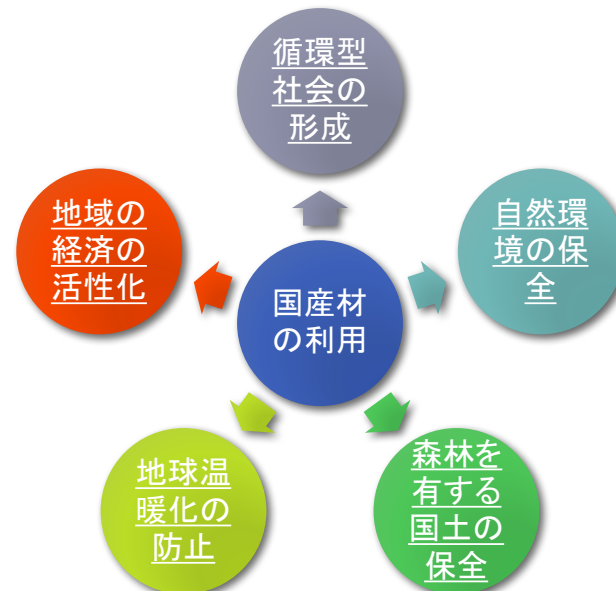 循環型
社会の
形成
地域の
経済の
活性化
自然環
境の保
全
国産材
の利用
地球温
暖化の
防止
森林を
有する
国土の
保全